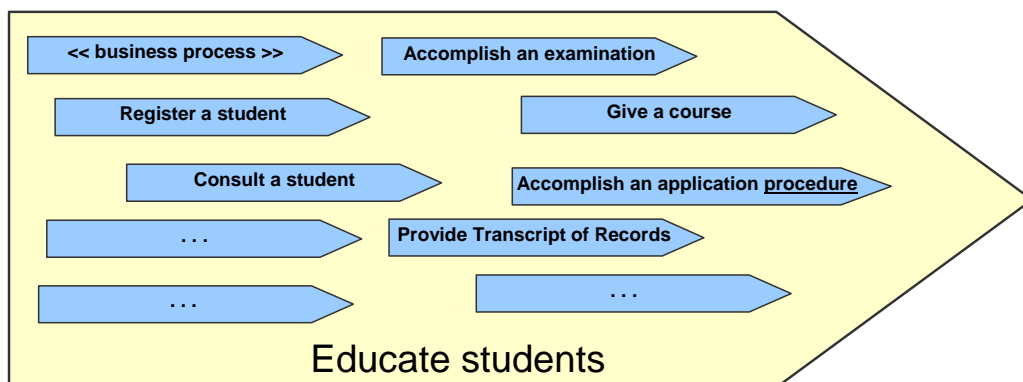 << business process >>
Accomplish an examination
Register a student
Give a course
Consult a student
Accomplish an application procedure
. . .
Provide Transcript of Records
. . .
. . .
Educate students